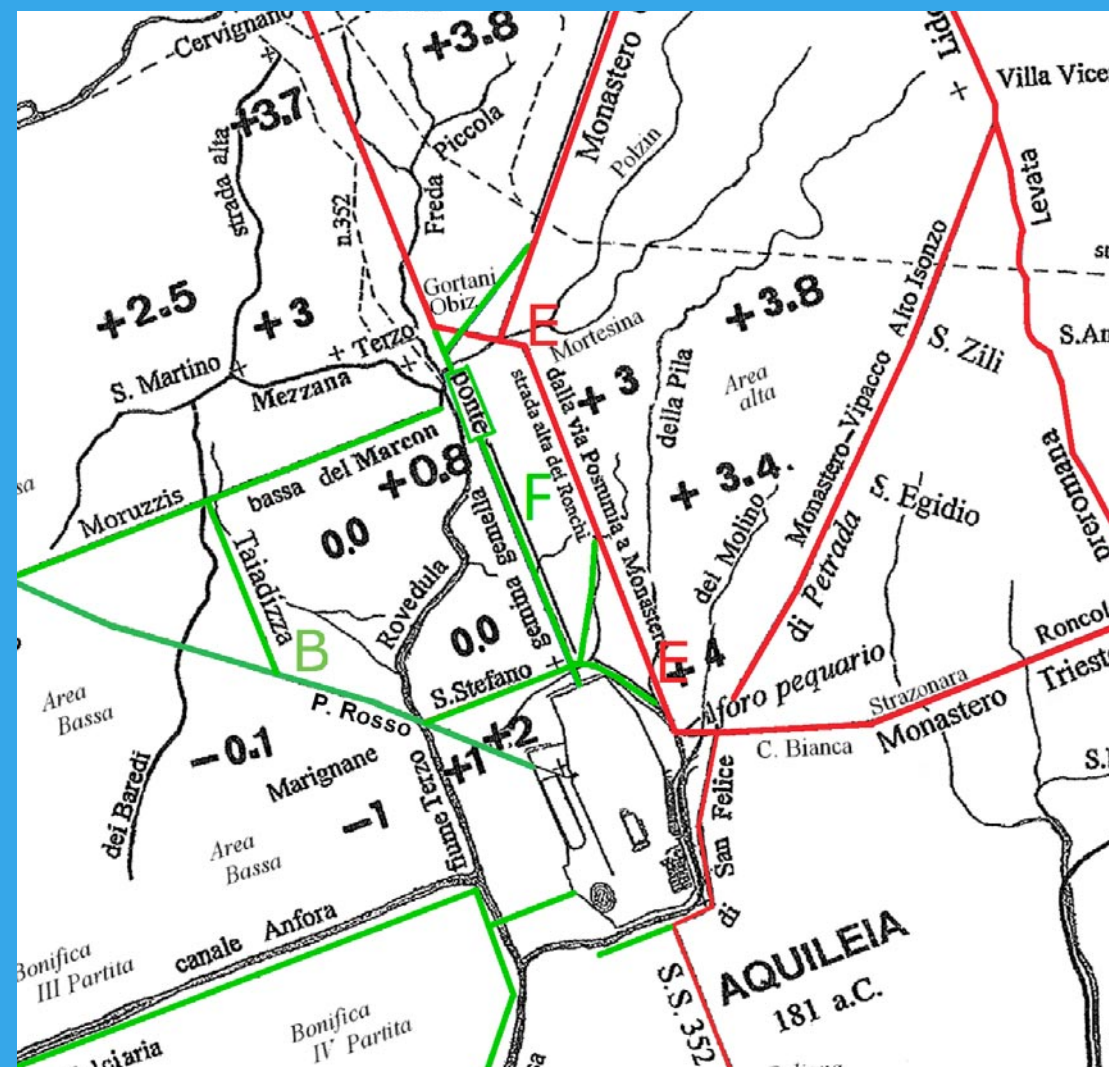 Cervignano
+3.8
Monastero
Villa Vice
+3.7
strada alta
Piccola
Polzin
Freda
n.352
Levata
Gortani
Obiz.
+2.5
+3
Terzo
S. Martino
Mezzana
E
Mortesina
+3.8
Alto Isonzo
S. Zili
S.An
Area
alta
+3
ponte
strada alta dei Ronchi
dalla via Postumia a Monastero
della Pila
Monastero-Vipacco
preromana
bassa del Marcon
+0.8
Moruzzis
0.0
F
+3.4.
S. Egidio
gemina gemella
Taiadizza
Rovedula
0.0
dei Molino
di Petrada
B
S.Stefano
E
+4
foro pequario
Roncol
Strazonara
Trieste
Monastero
Area
Bassa
P. Rosso
+2
+1
C. Bianca
-0.1
Marignane
-1
dei Baredi
fiume Terzo
di San Felice
Area
Bassa
canale Anfora
Bonifica
III Partita
S.S. 352
AQUILEIA
181 a.C.
Bonifica
IV Partita